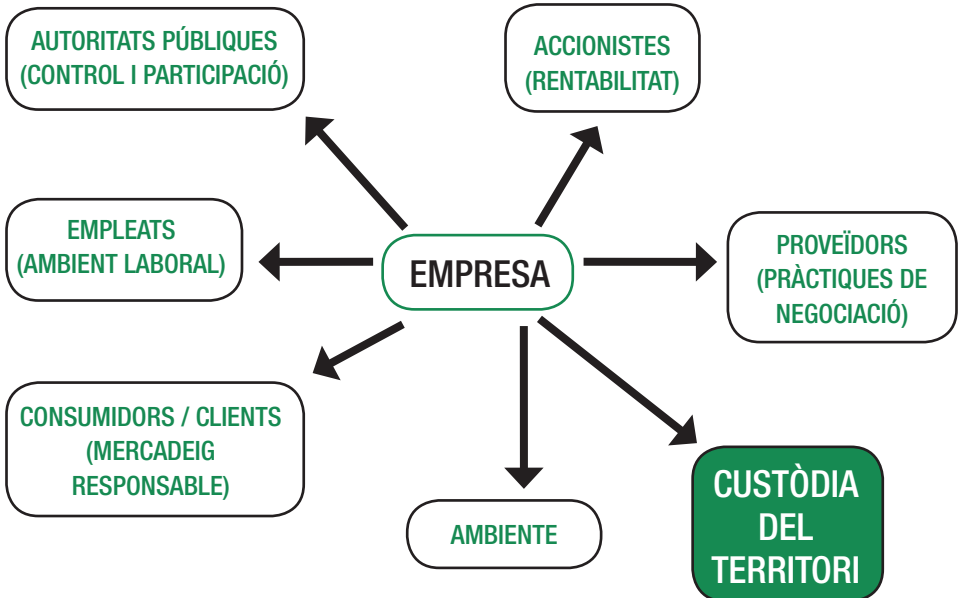 AUTORITATS PÚBLIQUES
(CONTROL I PARTICIPACIÓ)
ACCIONISTES
(RENTABILITAT)
EMPLEATS
(AMBIENT LABORAL)
EMPRESA
PROVEÏDORS
(PRÀCTIQUES DE
NEGOCIACIÓ)
CONSUMIDORS / CLIENTS
(MERCADEIG
RESPONSABLE)
AMBIENTE
CUSTÒDIA
DEL
TERRITORI